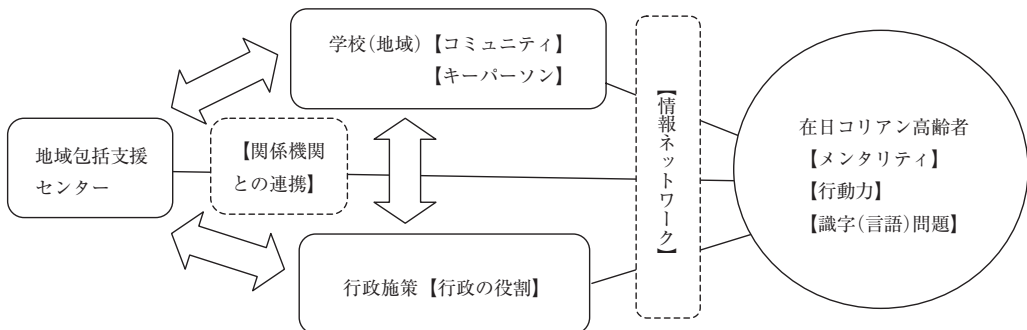 学校(地域)【コミュニティ】
【キーパーソン】
地域包括支援
センター
【関係機関
との連携】
行政施策【行政の役割】
【情報ネットワーク】
在日コリアン高齢者
【メンタリティ】
【行動力】
【識字(言語)問題】